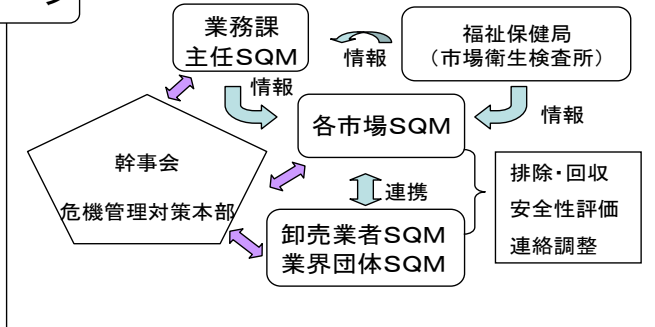 業務課
主任SQM
情報
福祉保健局
(市場衛生検査所)
情報
各市場SQM
情報
幹事会
危機管理対策本部
連携
卸売業者SQM
業界団体SQM
排除・回収
安全性評価
連絡調整